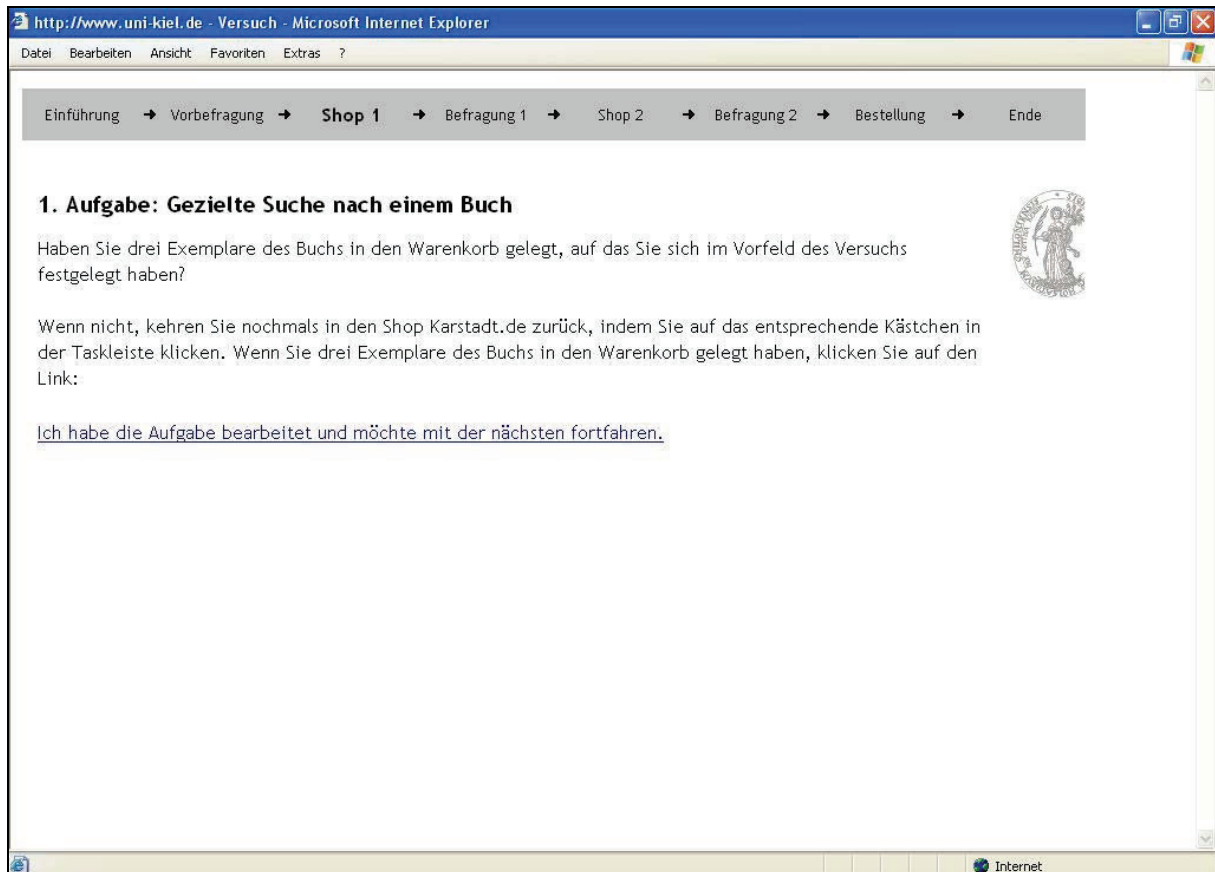 http://www.uni-kiel.de - Versuch - Microsoft Internet Explorer
Datei Bearbeiten Ansicht Favoriten Extras ?
Einführung → Vorbefragung → Shop 1 → Befragung 1 → Shop 2 → Befragung 2 → Bestellung → Ende
1. Aufgabe: Gezielte Suche nach einem Buch
Haben Sie drei Exemplare des Buchs in den Warenkorb gelegt, auf das Sie sich im Vorfeld des Versuchs
festgelegt haben?
Wenn nicht, kehren Sie nochmals in den Shop Karstadt.de zurück, indem Sie auf das entsprechende Kästchen in
der Taskleiste klicken. Wenn Sie drei Exemplare des Buchs in den Warenkorb gelegt haben, klicken Sie auf den
Link:
Ich habe die Aufgabe bearbeitet und möchte mit der nächsten fortfahren.
Internet